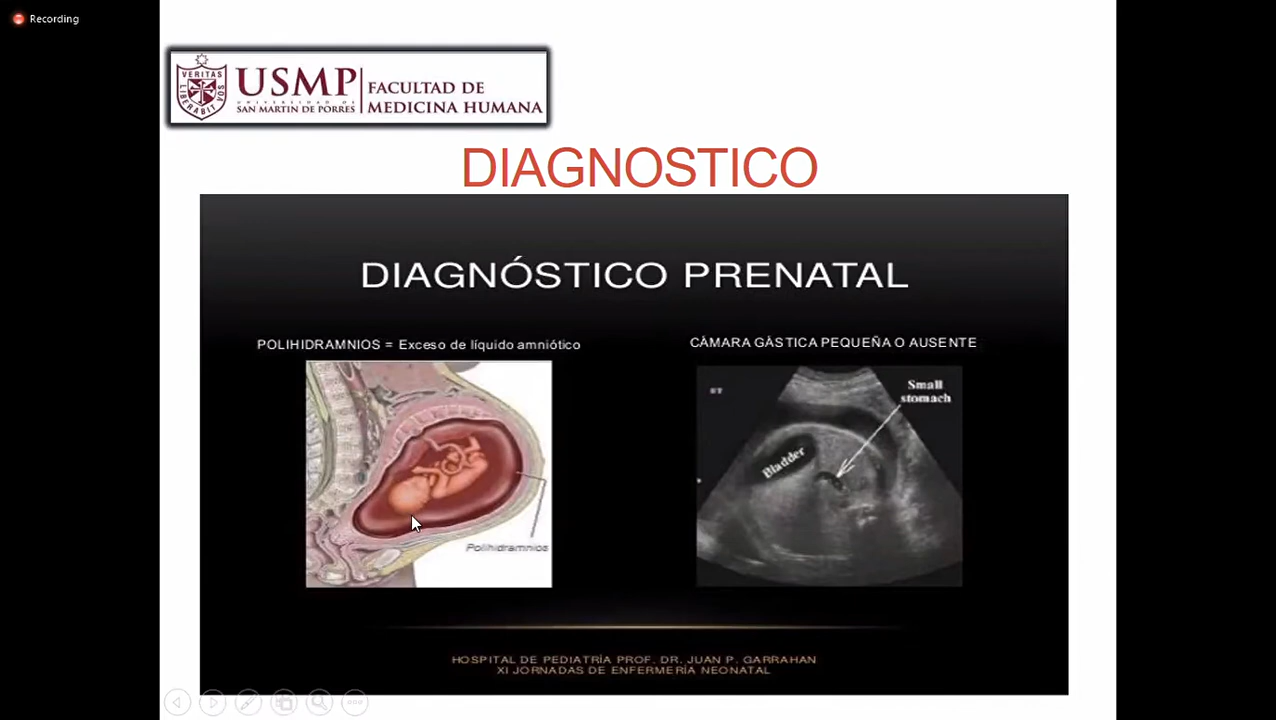 Recording
VERITAS
LIBERABIT VOS
USMP
UNIVERSIDAD DE
SAN MARTIN DE PORRES
FACULTAD DE
MEDICINA HUMANA
DIAGNOSTICO
DIAGNÓSTICO PRENATAL
POLIHIDRAMNIOS = Exceso de líquido amniótico
Polihidramnios
CÁMARA GÁSTICA PEQUEÑA O AUSENTE
Small
stomach
Bladder
HOSPITAL DE PEDIATRÍA PROF. DR. JUAN P. GARRAHAN
XI JORNADAS DE ENFERMERÍA NEONATAL